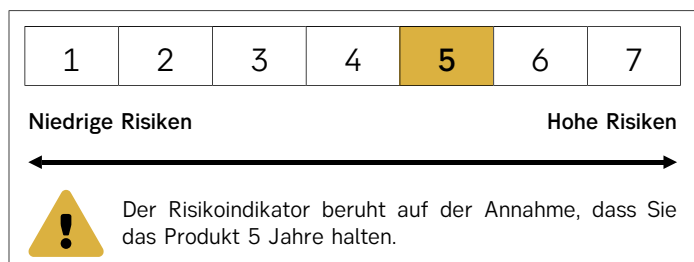 1 2 3 4 5 6 7
Niedrige Risiken Hohe Risiken
Der Risikoindikator beruht auf der Annahme, dass Sie
das Produkt 5 Jahre halten.